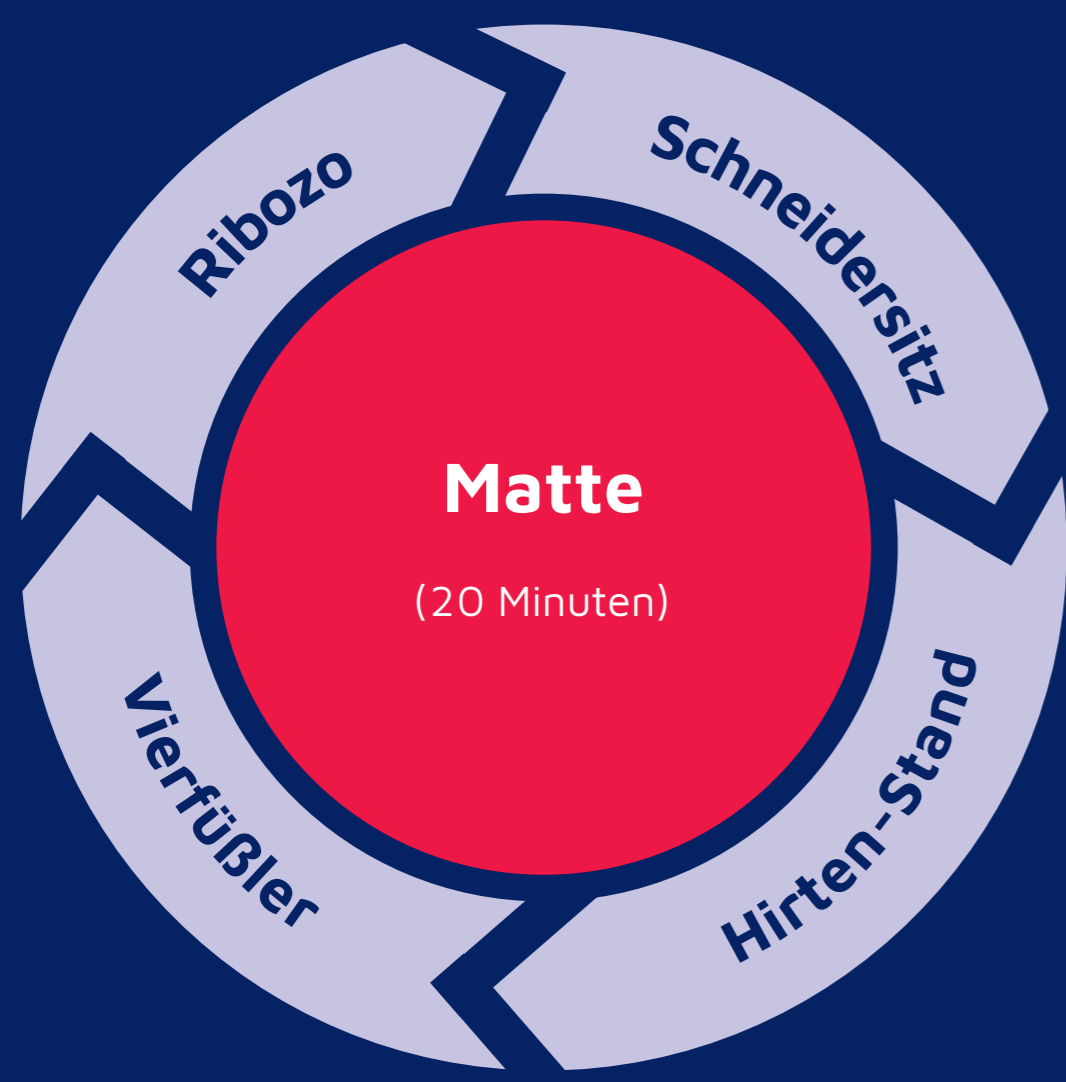 Ribozo
Schneidersitz
Hirten-Stand
Vierfüßler
Matte
(20 Minuten)